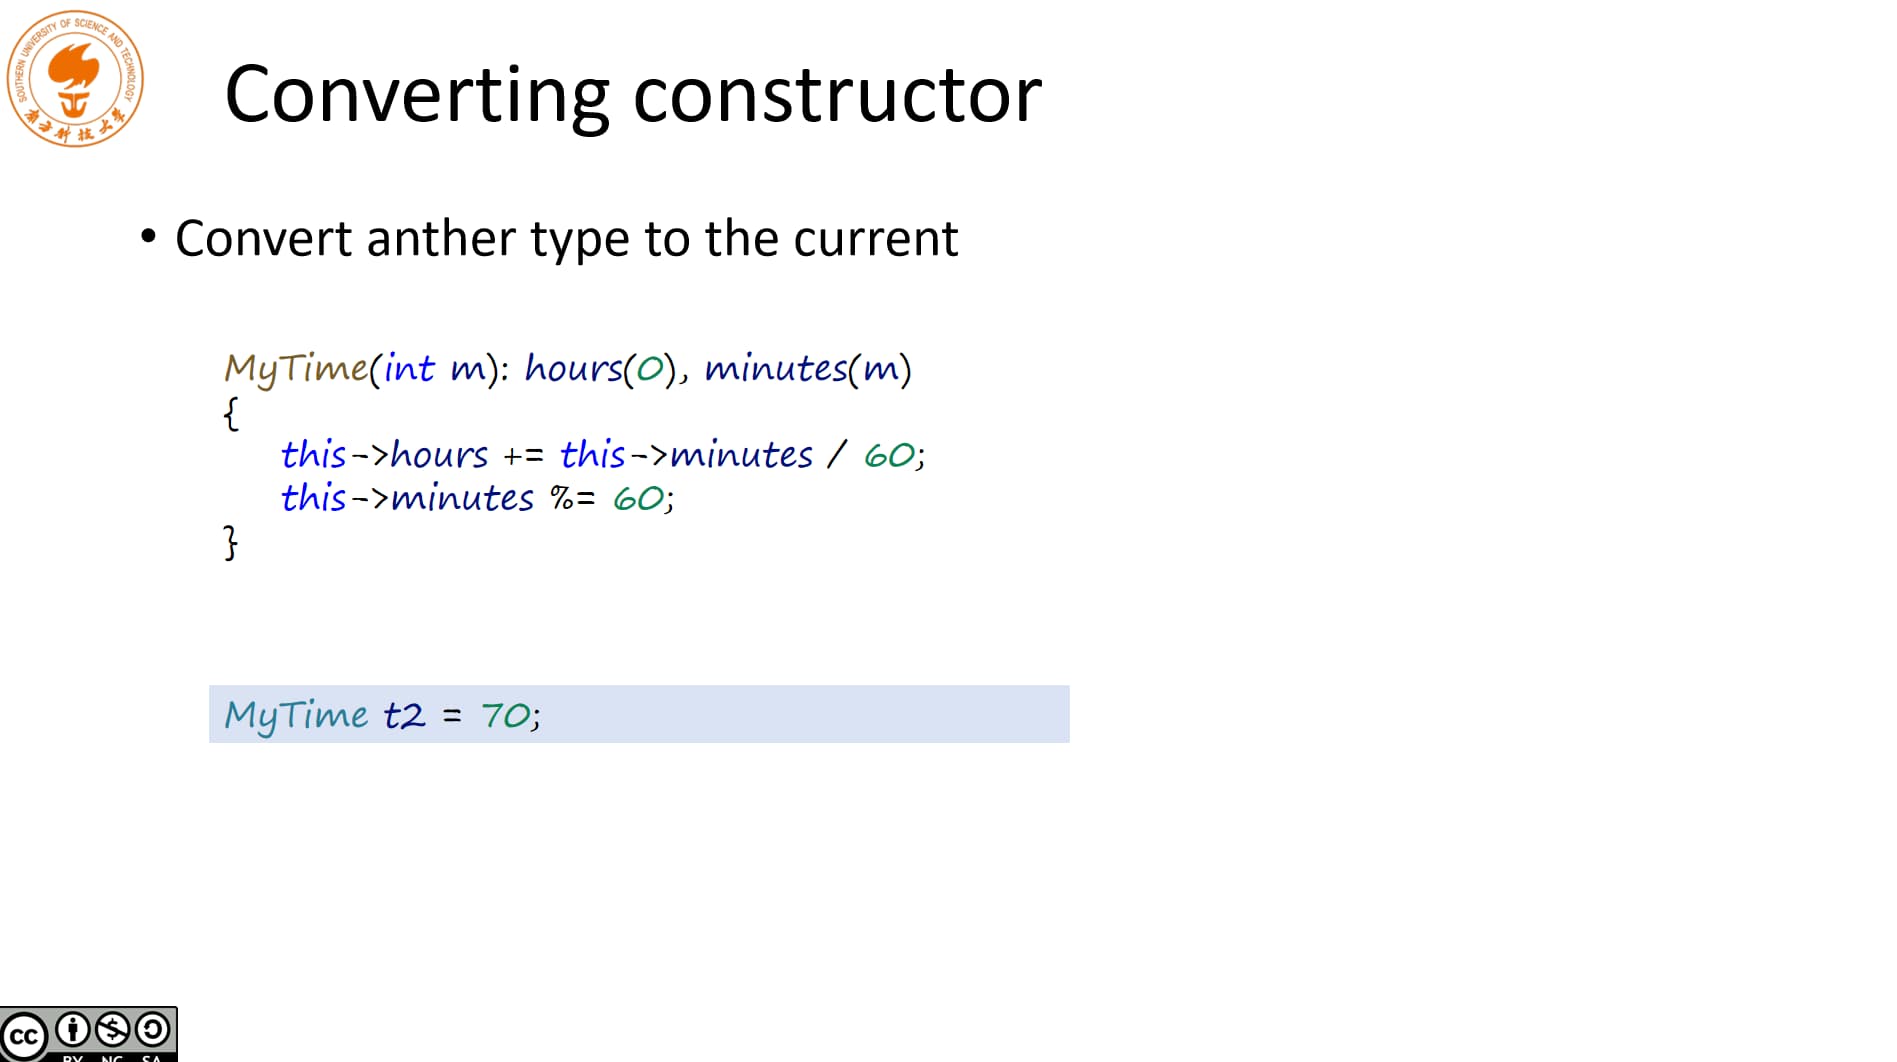 SOUTHERN UNIVERSITY OF SCIENCE AND TECHNOLOGY
南方科技大学
Converting constructor
• Convert anther type to the current
MyTime(int m): hours(0), minutes(m)
{
this->hours += this->minutes / 60;
this->minutes %= 60;
}
MyTime t2 = 70;
cc
BY NC SA